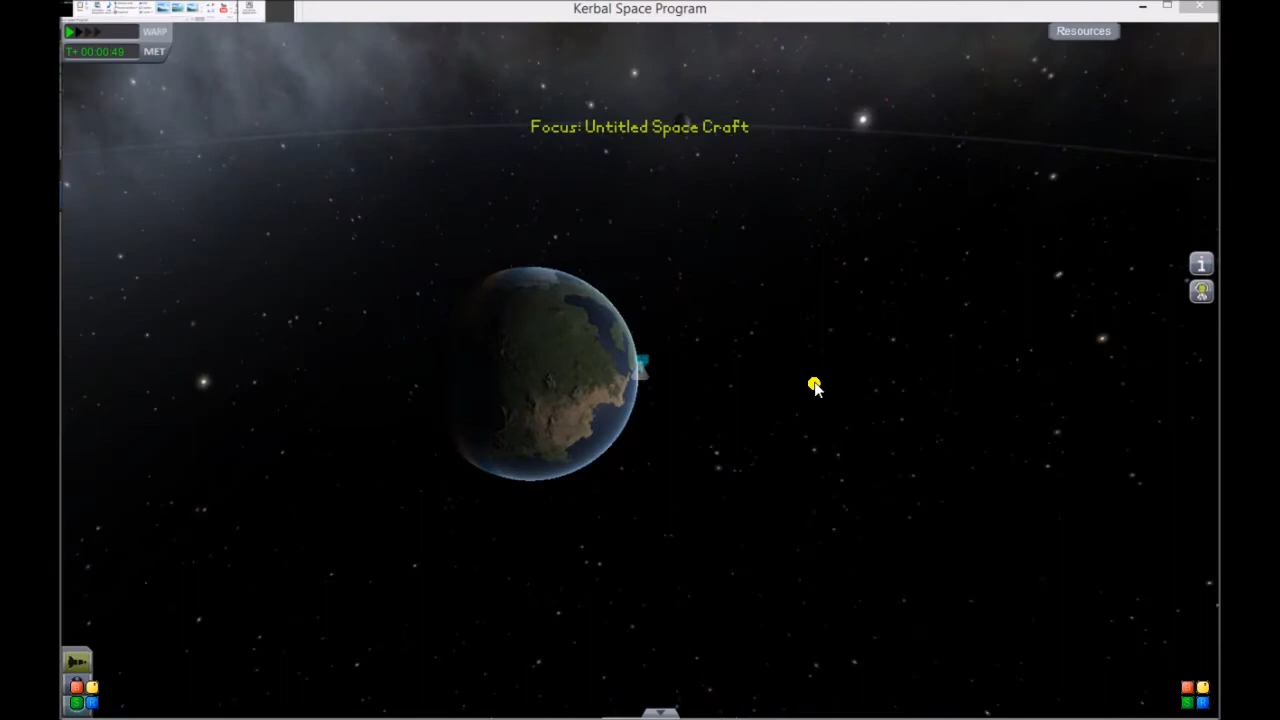 Kerbal Space Program
WARP
Resources
T+ 00:00:49 MET
Focus: Untitled Space Craft